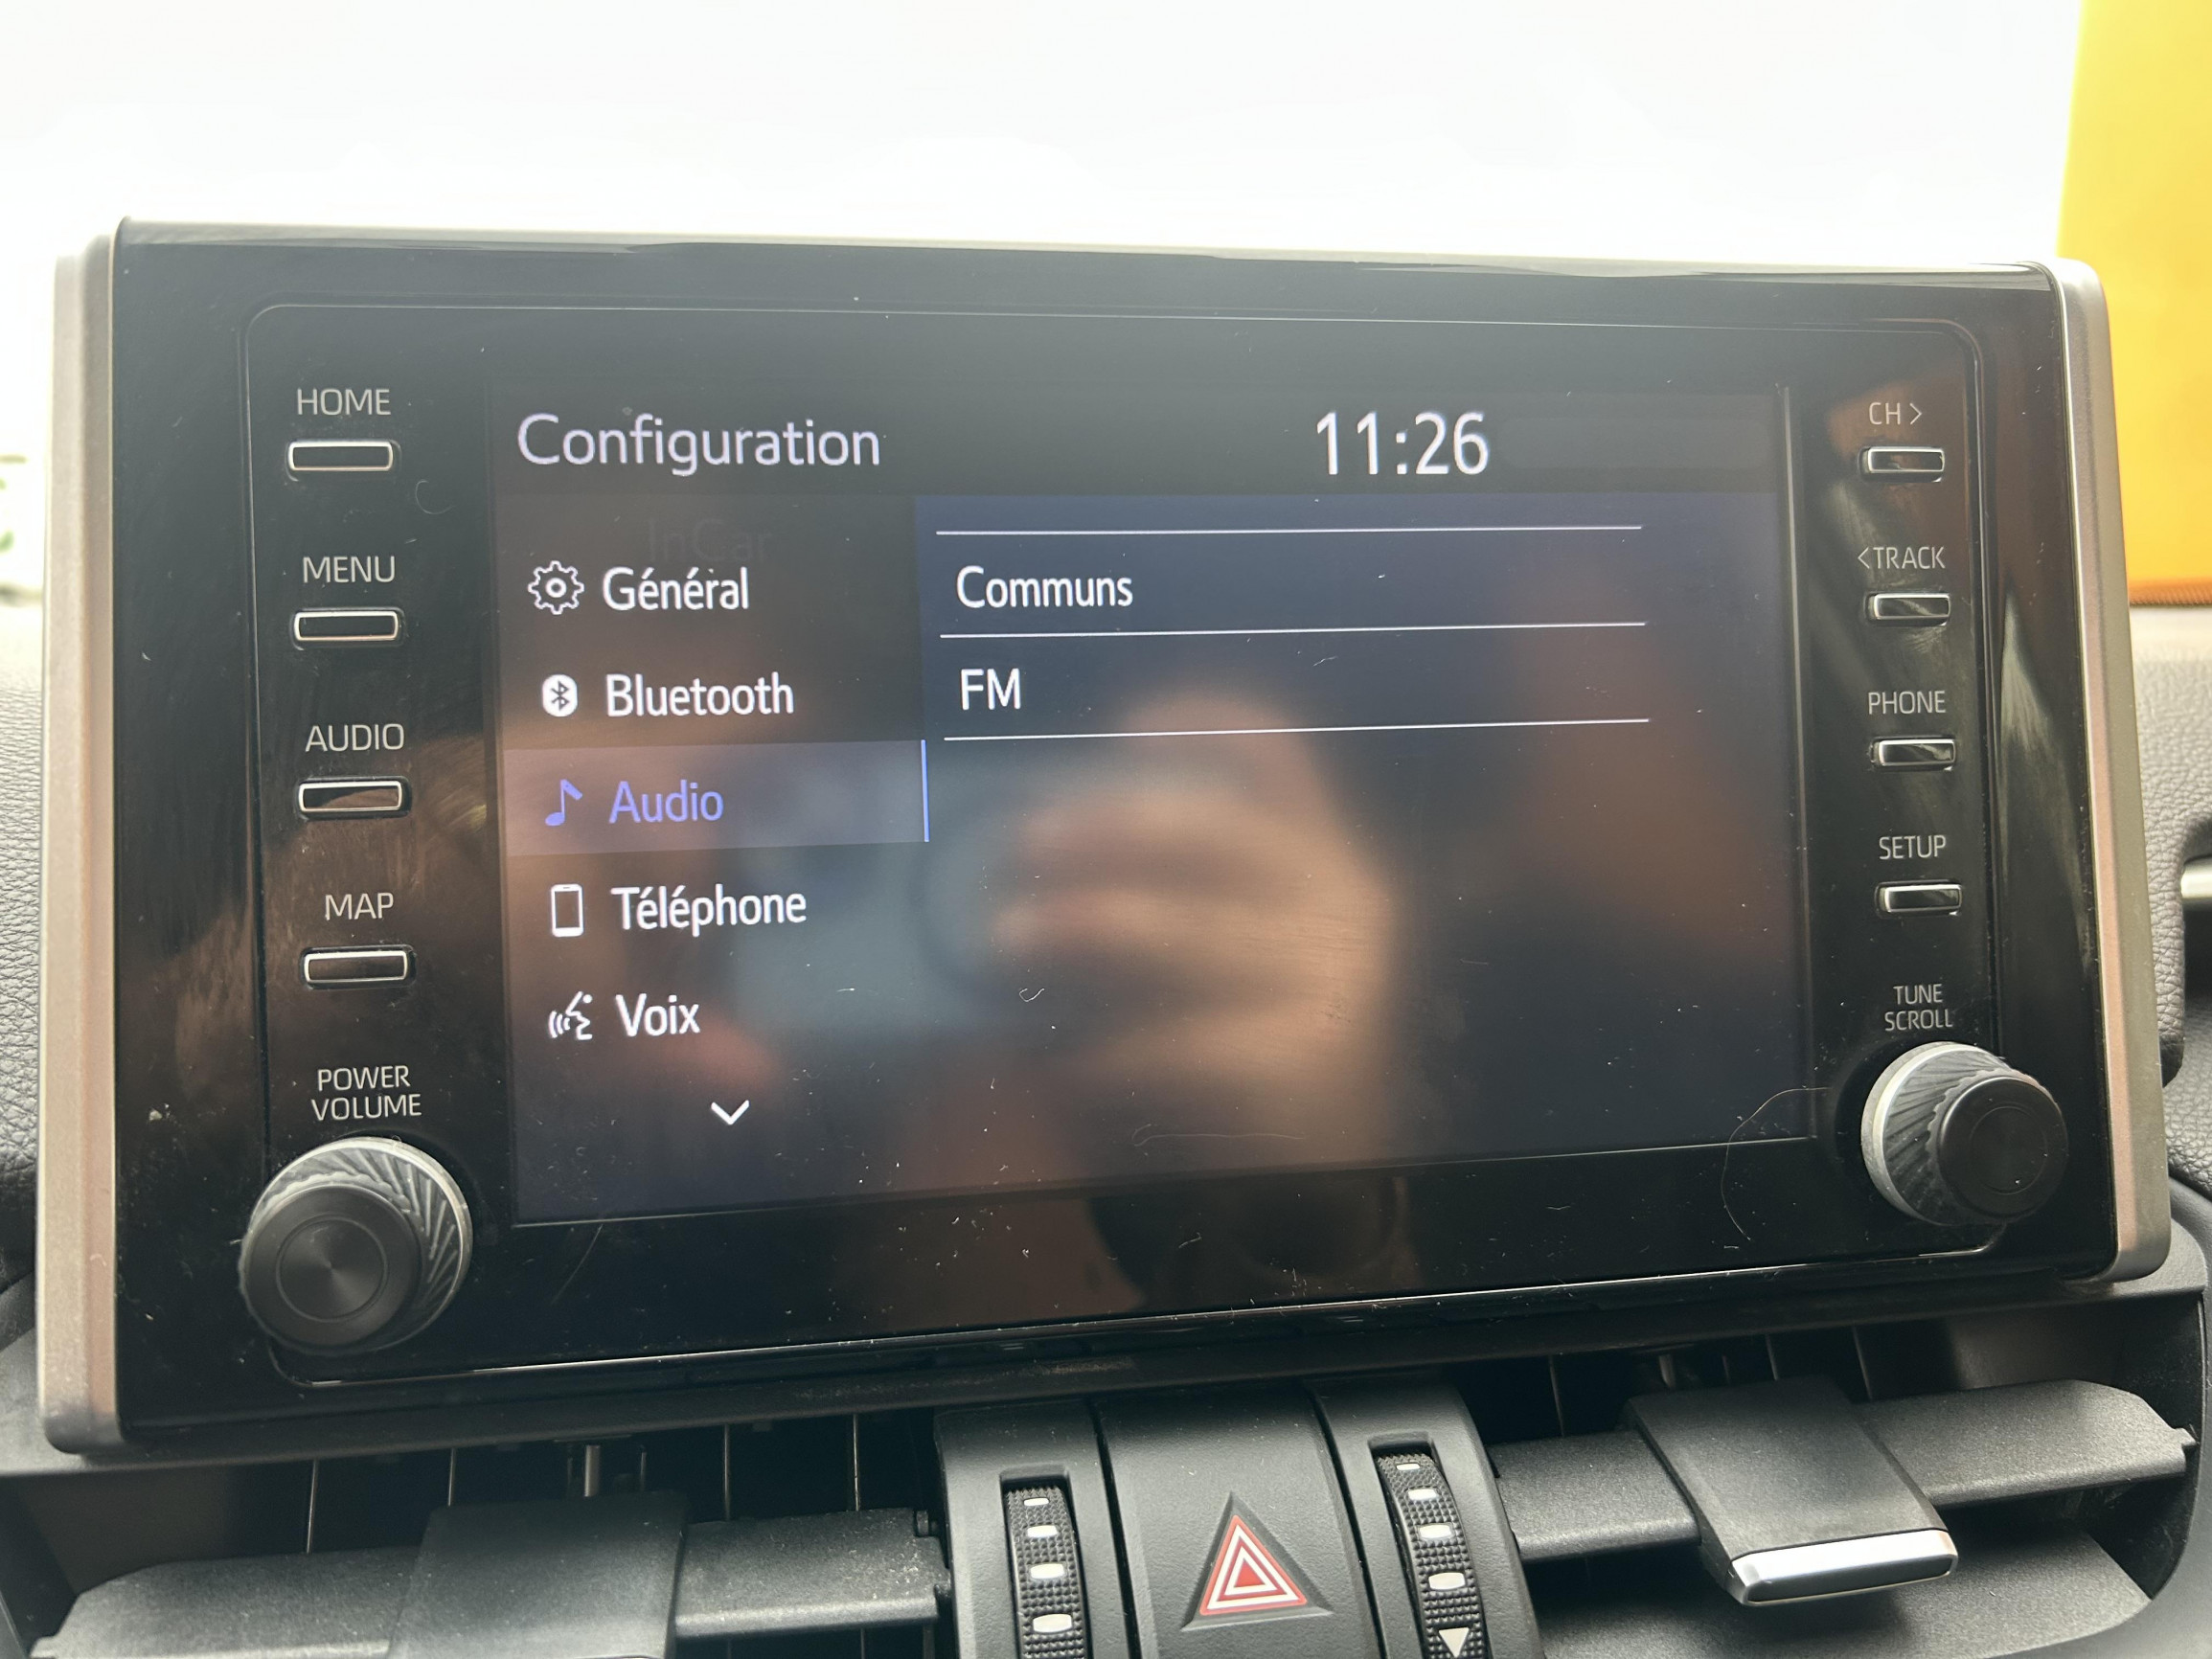 HOME
MENU
AUDIO
MAP
POWER
VOLUME
Configuration 11:26
InCar
Général
Bluetooth
Audio
Téléphone
Voix
Communs
FM
CH >
< TRACK
PHONE
SETUP
TUNE
SCROLL